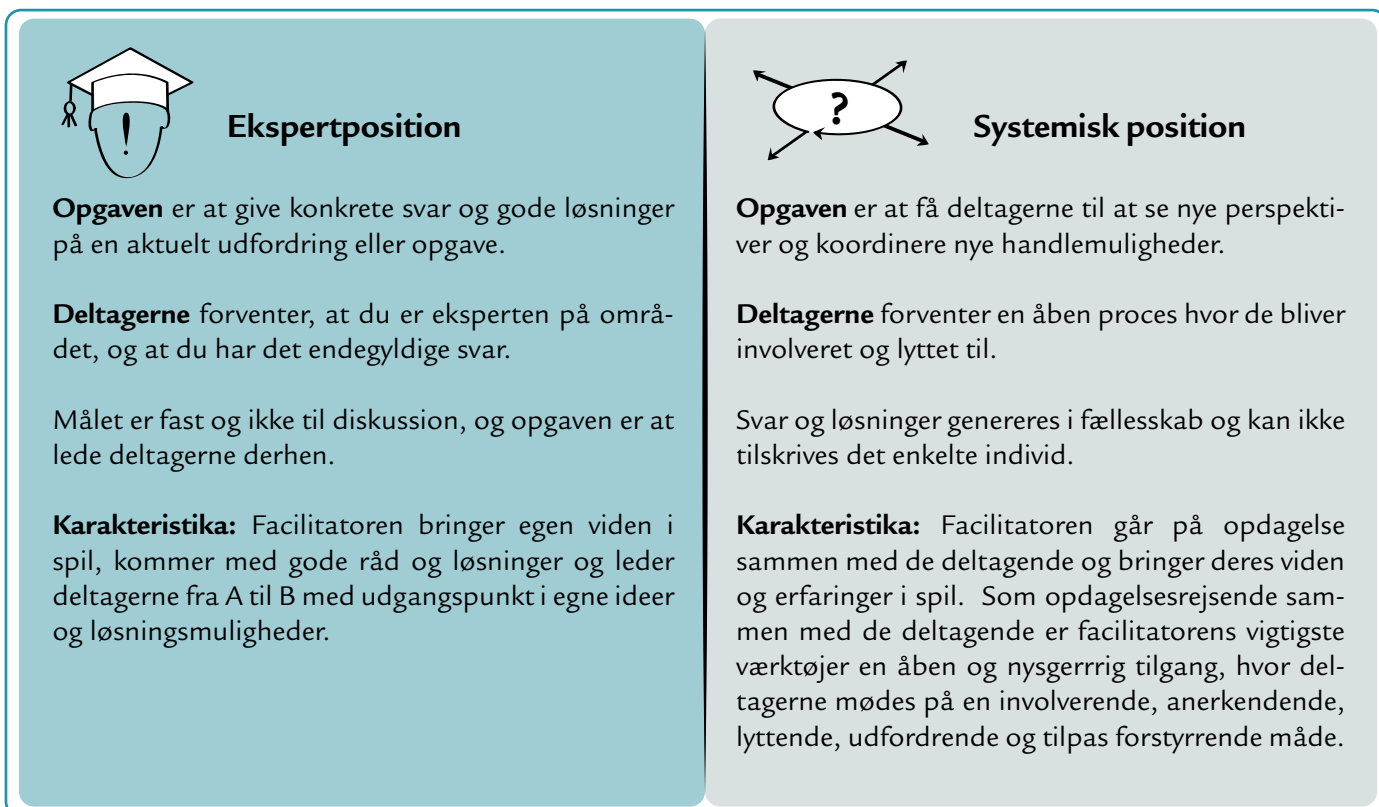 !
Ekspertposition
Opgaven er at give konkrete svar og gode løsninger
på en aktuelt udfordring eller opgave.
Deltagerne forventer, at du er eksperten på områ-
det, og at du har det endegyldige svar.
Målet er fast og ikke til diskussion, og opgaven er at
lede deltagerne derhen.
Karakteristika: Facilitatoren bringer egen viden i
spil, kommer med gode råd og løsninger og leder
deltagerne fra A til B med udgangspunkt i egne ideer
og løsningsmuligheder.
?
Systemisk position
Opgaven er at få deltagerne til at se nye perspekti-
ver og koordinere nye handlemuligheder.
Deltagerne forventer en åben proces hvor de bliver
involveret og lyttet til.
Svar og løsninger genereres i fællesskab og kan ikke
tilskrives det enkelte individ.
Karakteristika: Facilitatoren går på opdagelse
sammen med de deltagende og bringer deres viden
og erfaringer i spil. Som opdagelsesrejsende sam-
men med de deltagende er facilitatorens vigtigste
værktøjer en åben og nysgerrrig tilgang, hvor del-
tagerne mødes på en involverende, anerkendende,
lyttende, udfordrende og tilpas forstyrrende måde.